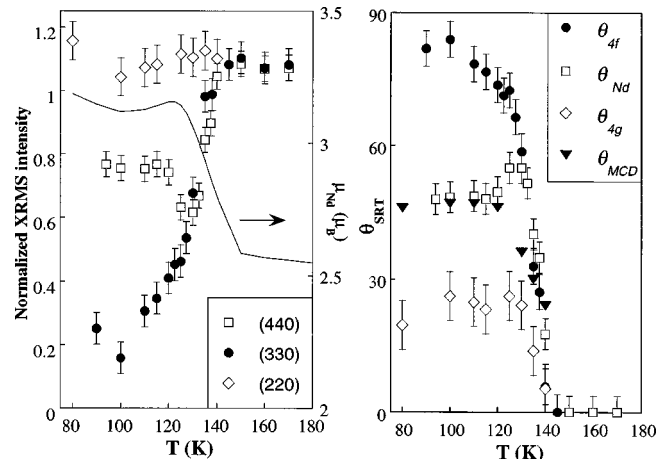 Normalized XRMS intensity
1.2
1
0.8
0.6
0.4
0.2
0
3.5
3
2.5
2
μNd (μB)
(440)
(330)
(220)
80 100 120 140 160 180
T (K)
θSRT
90
60
30
0
θ4f
θNd
θ4g
θMCD
80 100 120 140 160 180
T (K)